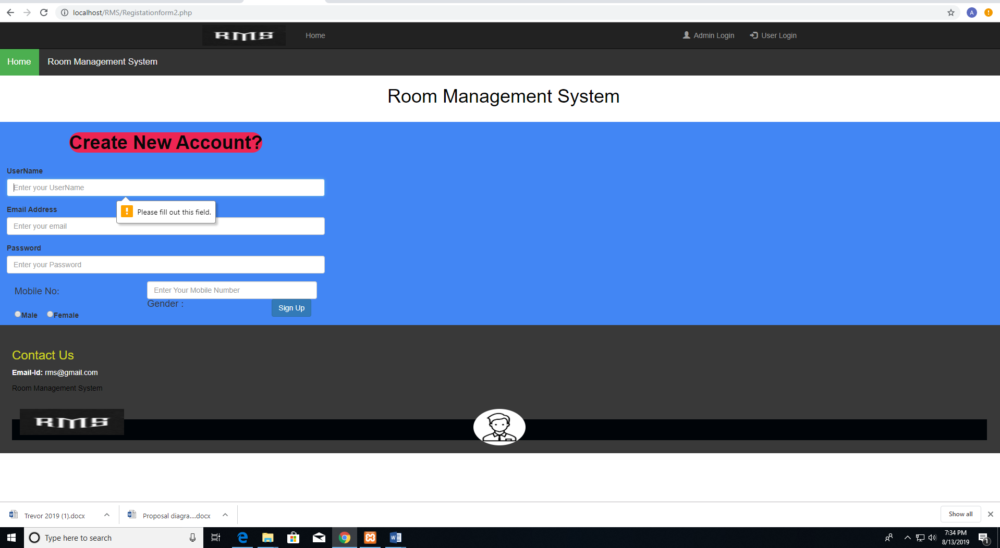 localhost/RMS/Registationform2.php
A
RMS
Home
Admin Login
User Login
Home
Room Management System
Room Management System
Create New Account?
UserName
Enter your UserName
Please fill out this field.
Email Address
Enter your email
Password
Enter your Password
Mobile No:
Enter Your Mobile Number
Gender :
Sign Up
Male
Female
Contact Us
Email-Id: rms@gmail.com
Room Management System
RMS
Trevor 2019 (1).docx
Proposal diagra....docx
Show all
Type here to search
7:34 PM
8/13/2019
1